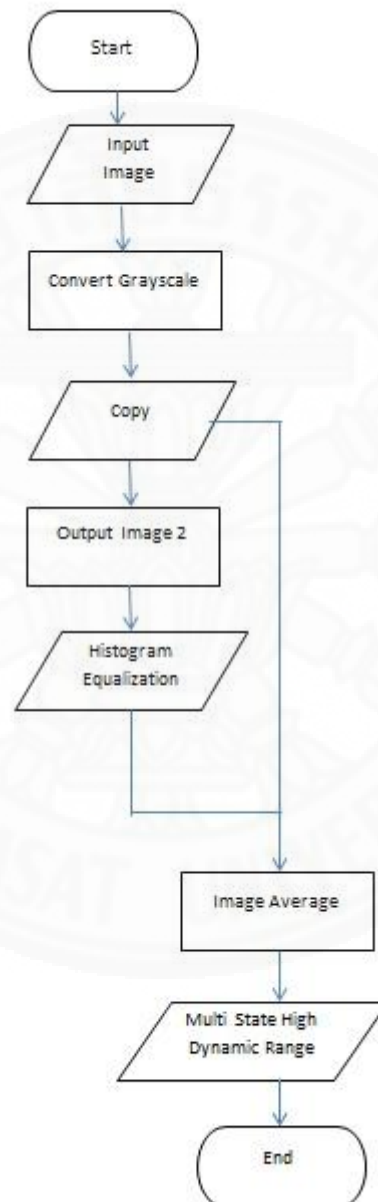 Start
Input
Image
Convert Grayscale
Copy
Output Image 2
Histogram
Equalization
Image Average
Multi State High
Dynamic Range
End